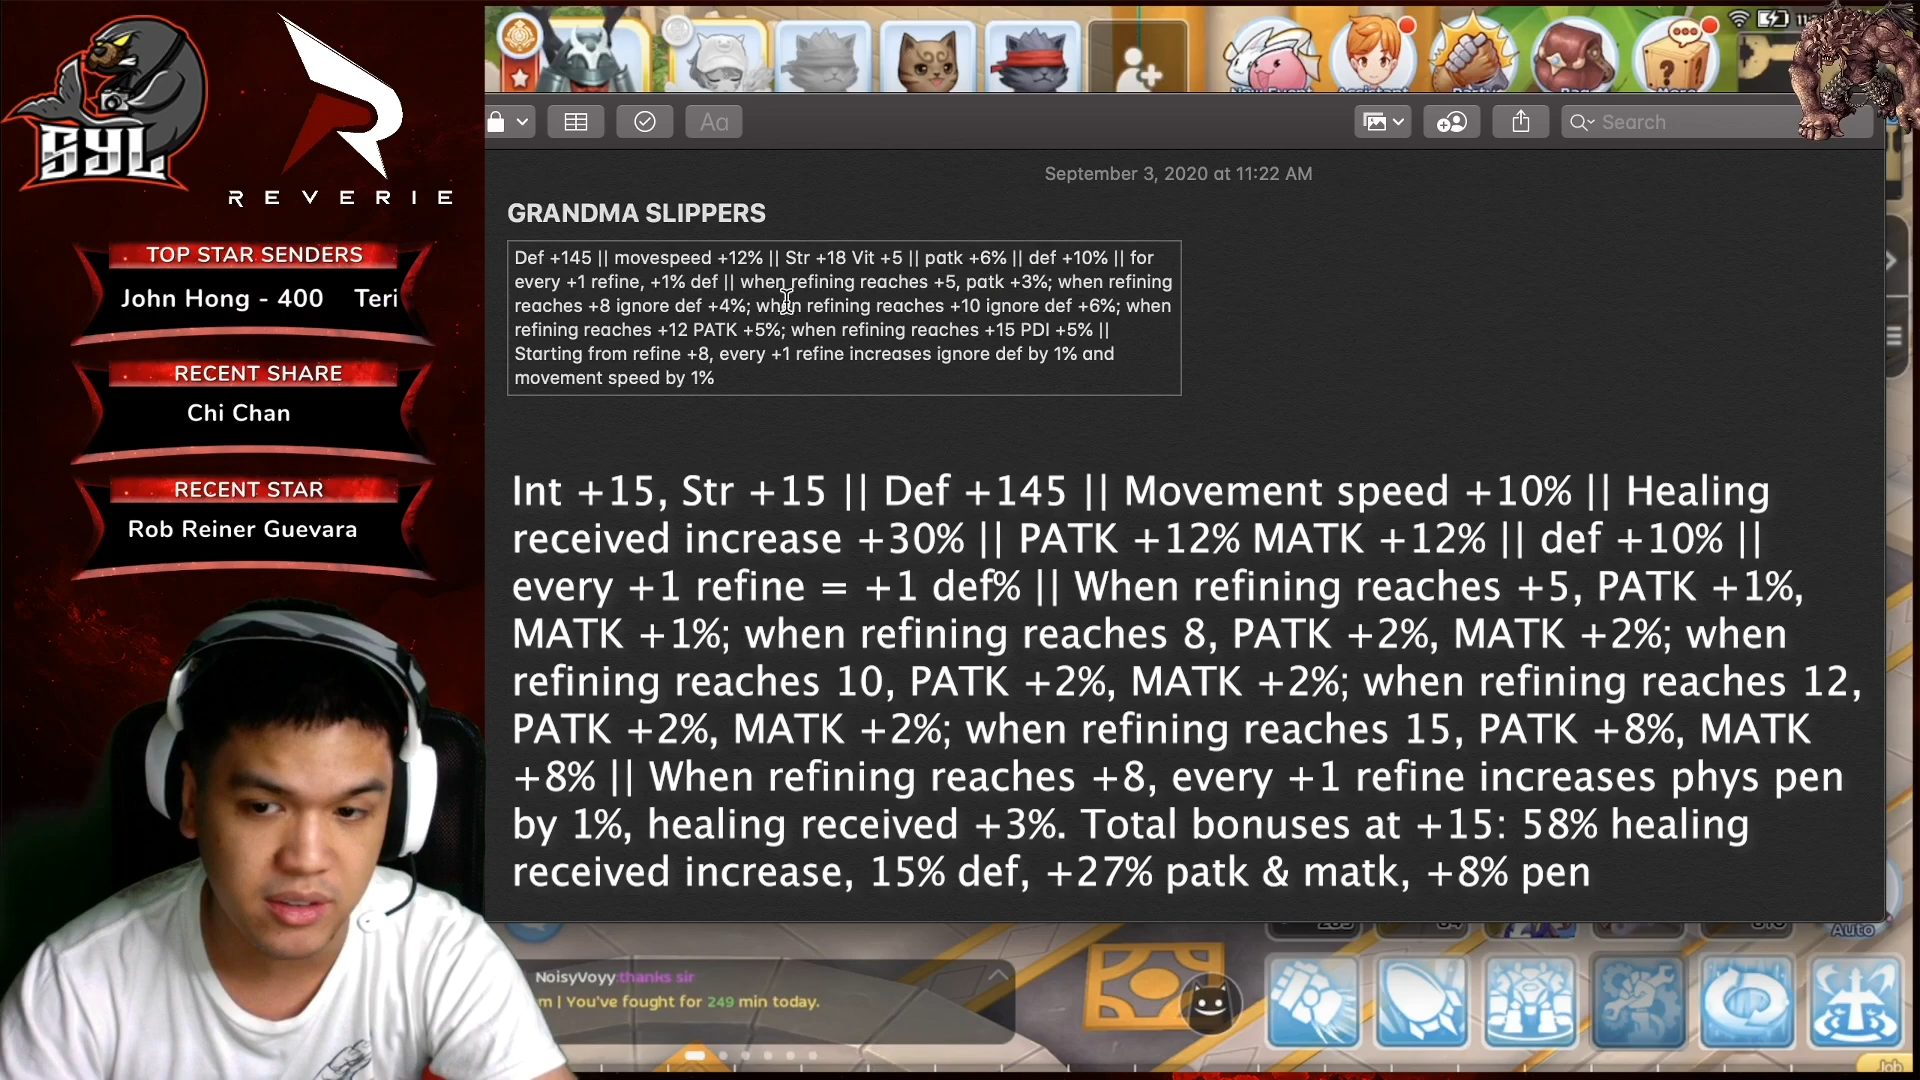 SYL
REVERIE
TOP STAR SENDERS
John Hong - 400 Teri
RECENT SHARE
Chi Chan
RECENT STAR
Rob Reiner Guevara
Aa
Search
September 3, 2020 at 11:22 AM
GRANDMA SLIPPERS
Def +145 || movespeed +12% || Str +18 Vit +5 || patk +6% || def +10% || for
every +1 refine, +1% def || when refining reaches +5, patk +3%; when refining
reaches +8 ignore def +4%; when refining reaches +10 ignore def +6%; when
refining reaches +12 PATK +5%; when refining reaches +15 PDI +5% ||
Starting from refine +8, every +1 refine increases ignore def by 1% and
movement speed by 1%
Int +15, Str +15 || Def +145 || Movement speed +10% || Healing
received increase +30% || PATK +12% MATK +12% || def +10% ||
every +1 refine = +1 def% || When refining reaches +5, PATK +1%,
MATK +1%; when refining reaches 8, PATK +2%, MATK +2%; when
refining reaches 10, PATK +2%, MATK +2%; when refining reaches 12,
PATK +2%, MATK +2%; when refining reaches 15, PATK +8%, MATK
+8% || When refining reaches +8, every +1 refine increases phys pen
by 1%, healing received +3%. Total bonuses at +15: 58% healing
received increase, 15% def, +27% patk & matk, +8% pen
Auto
NoisyVoyy:thanks sir
m | You've fought for 249 min today.
Job